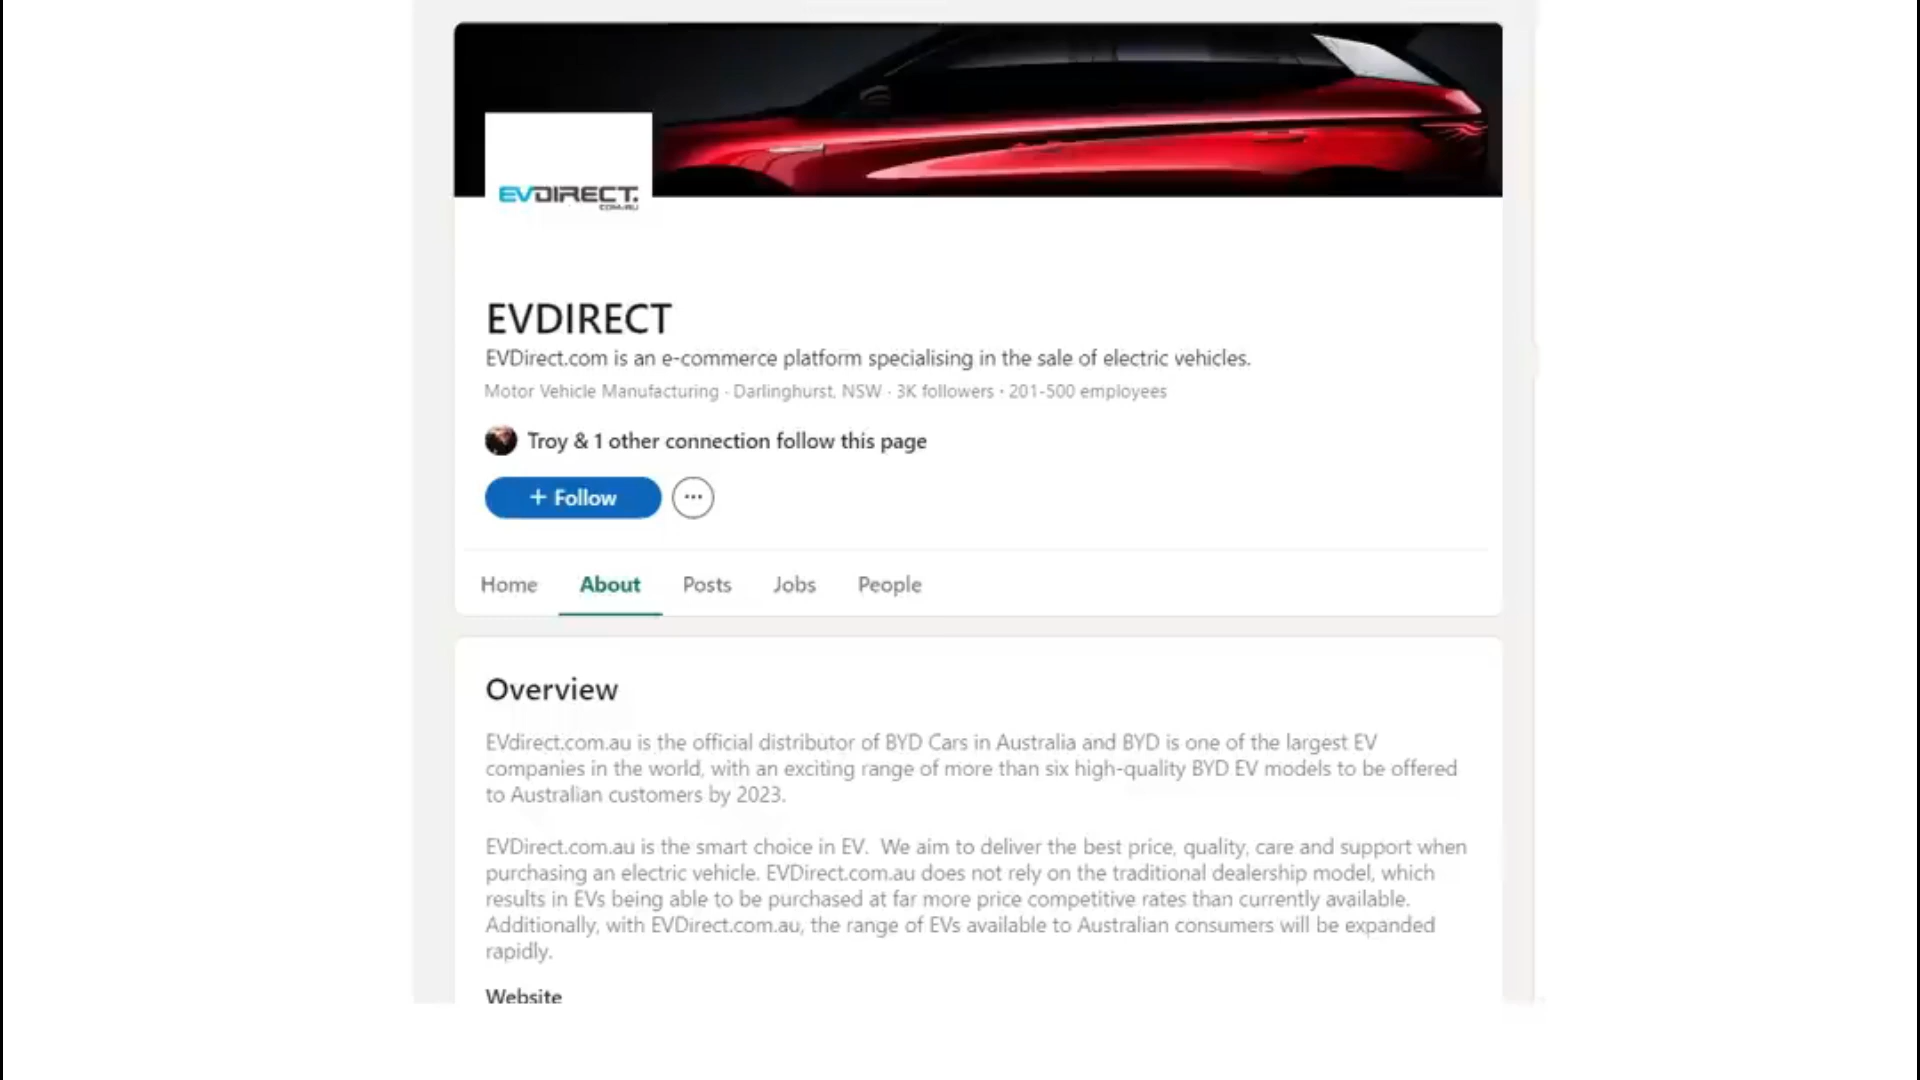 EVDIRECT.
COM.AU
EVDIRECT
EVDirect.com is an e-commerce platform specialising in the sale of electric vehicles.
Motor Vehicle Manufacturing · Darlinghurst, NSW · 3K followers • 201-500 employees
Troy & 1 other connection follow this page
+ Follow
Home About Posts Jobs People
Overview
EVdirect.com.au is the official distributor of BYD Cars in Australia and BYD is one of the largest EV
companies in the world, with an exciting range of more than six high-quality BYD EV models to be offered
to Australian customers by 2023.
EVDirect.com.au is the smart choice in EV. We aim to deliver the best price, quality, care and support when
purchasing an electric vehicle. EVDirect.com.au does not rely on the traditional dealership model, which
results in EVs being able to be purchased at far more price competitive rates than currently available.
Additionally, with EVDirect.com.au, the range of EVs available to Australian consumers will be expanded
rapidly.
Website